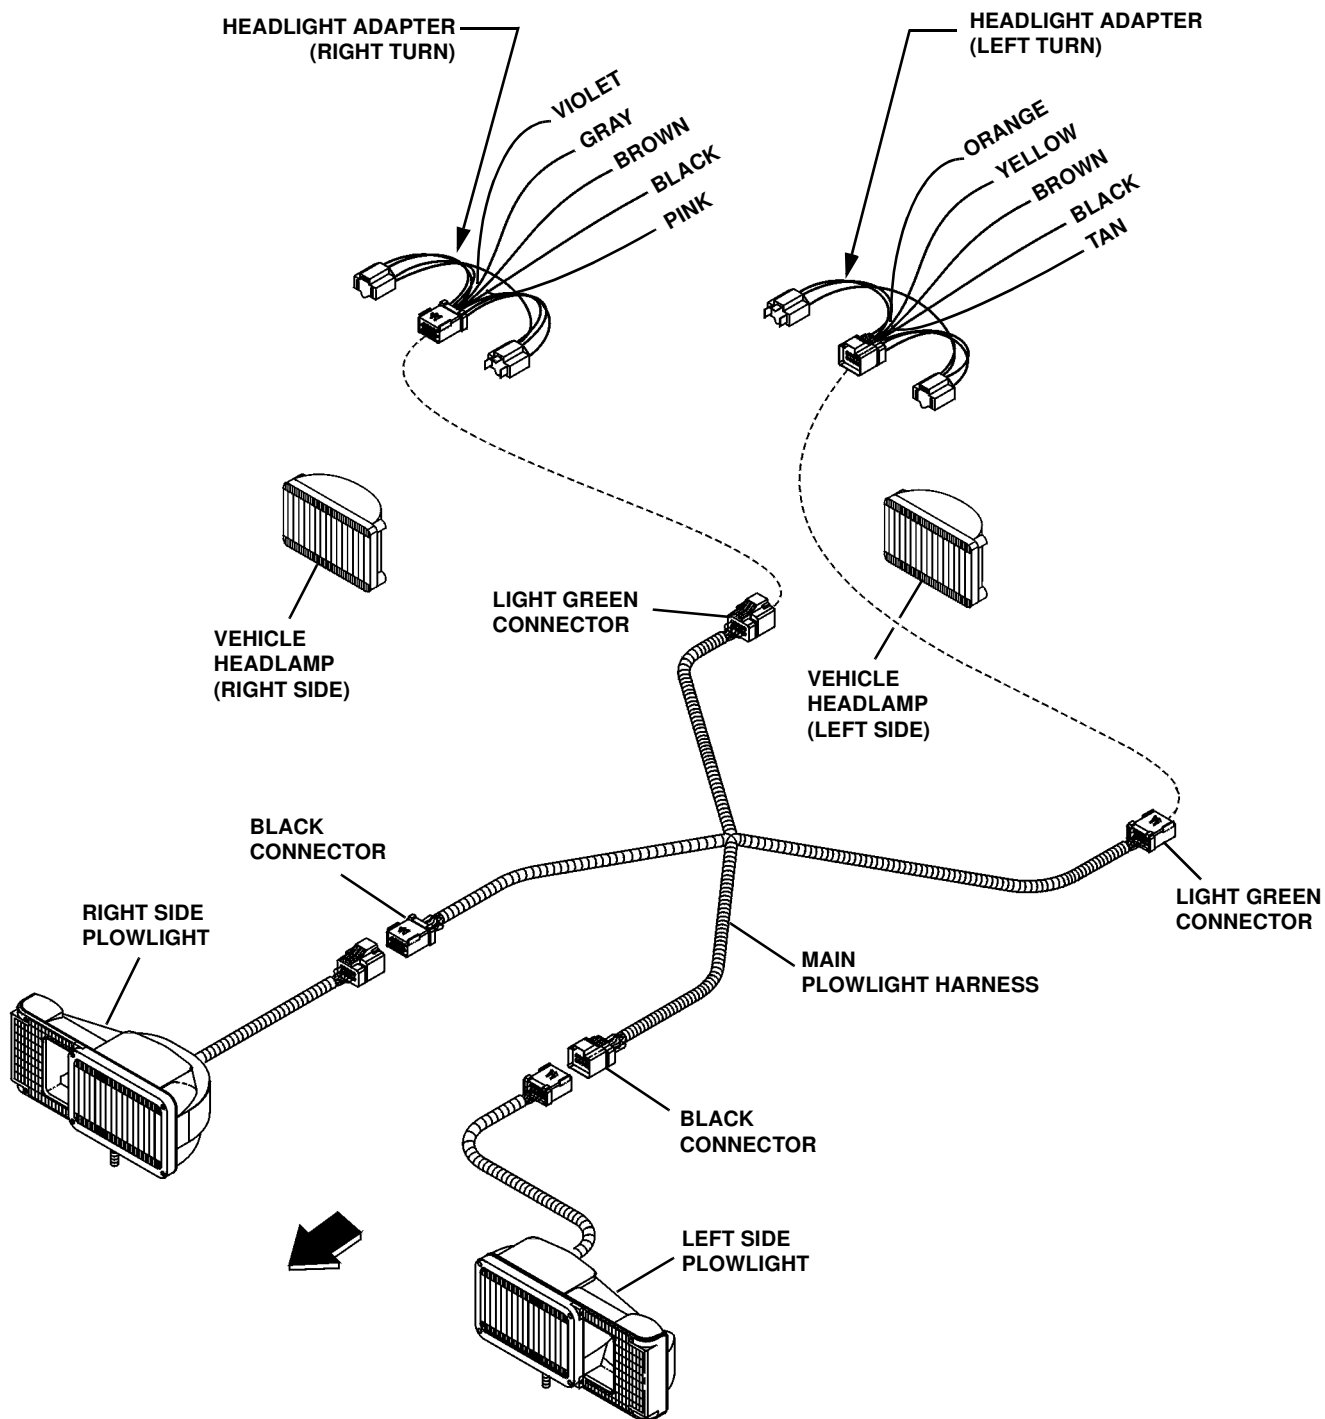 HEADLIGHT ADAPTER
(RIGHT TURN)
HEADLIGHT ADAPTER
(LEFT TURN)
VIOLET
GRAY
BROWN
BLACK
PINK
ORANGE
YELLOW
BROWN
BLACK
TAN
LIGHT GREEN
CONNECTOR
VEHICLE
HEADLAMP
(RIGHT SIDE)
VEHICLE
HEADLAMP
(LEFT SIDE)
BLACK
CONNECTOR
LIGHT GREEN
CONNECTOR
RIGHT SIDE
PLOWLIGHT
MAIN
PLOWLIGHT HARNESS
BLACK
CONNECTOR
LEFT SIDE
PLOWLIGHT